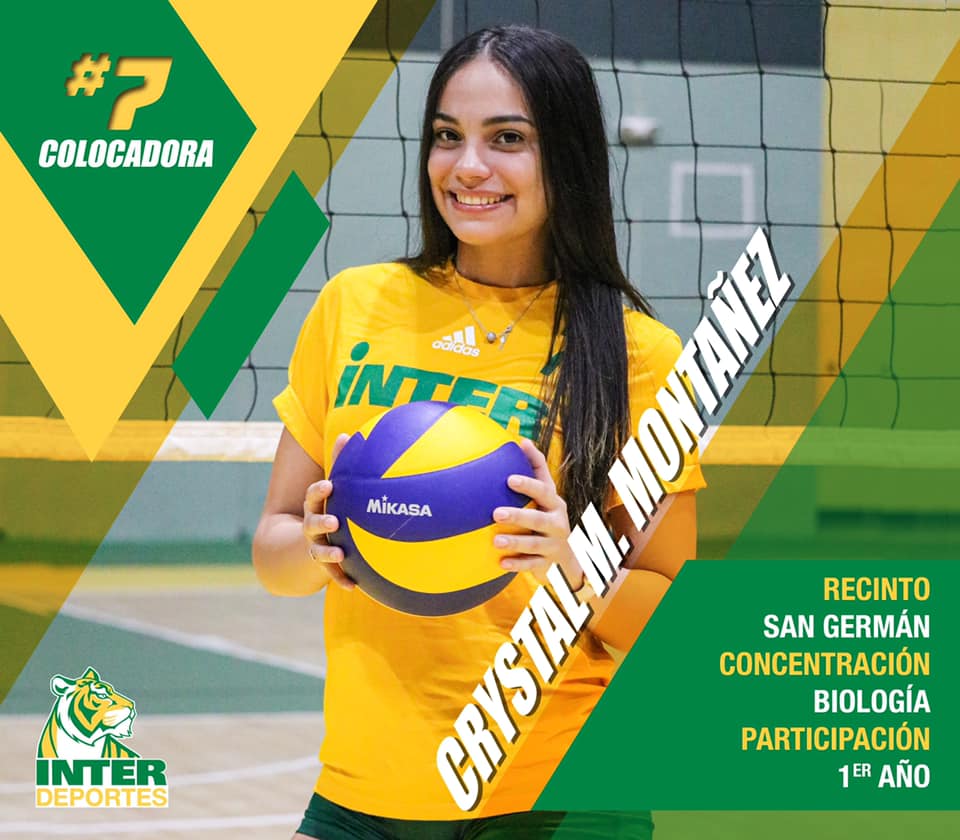 #7
COLOCADORA
adidas
INTER
MIKASA
CRYSTAL M. MONTAÑEZ
RECINTO
SAN GERMÁN
CONCENTRACIÓN
BIOLOGÍA
PARTICIPACIÓN
1ER AÑO
INTER
DEPORTES